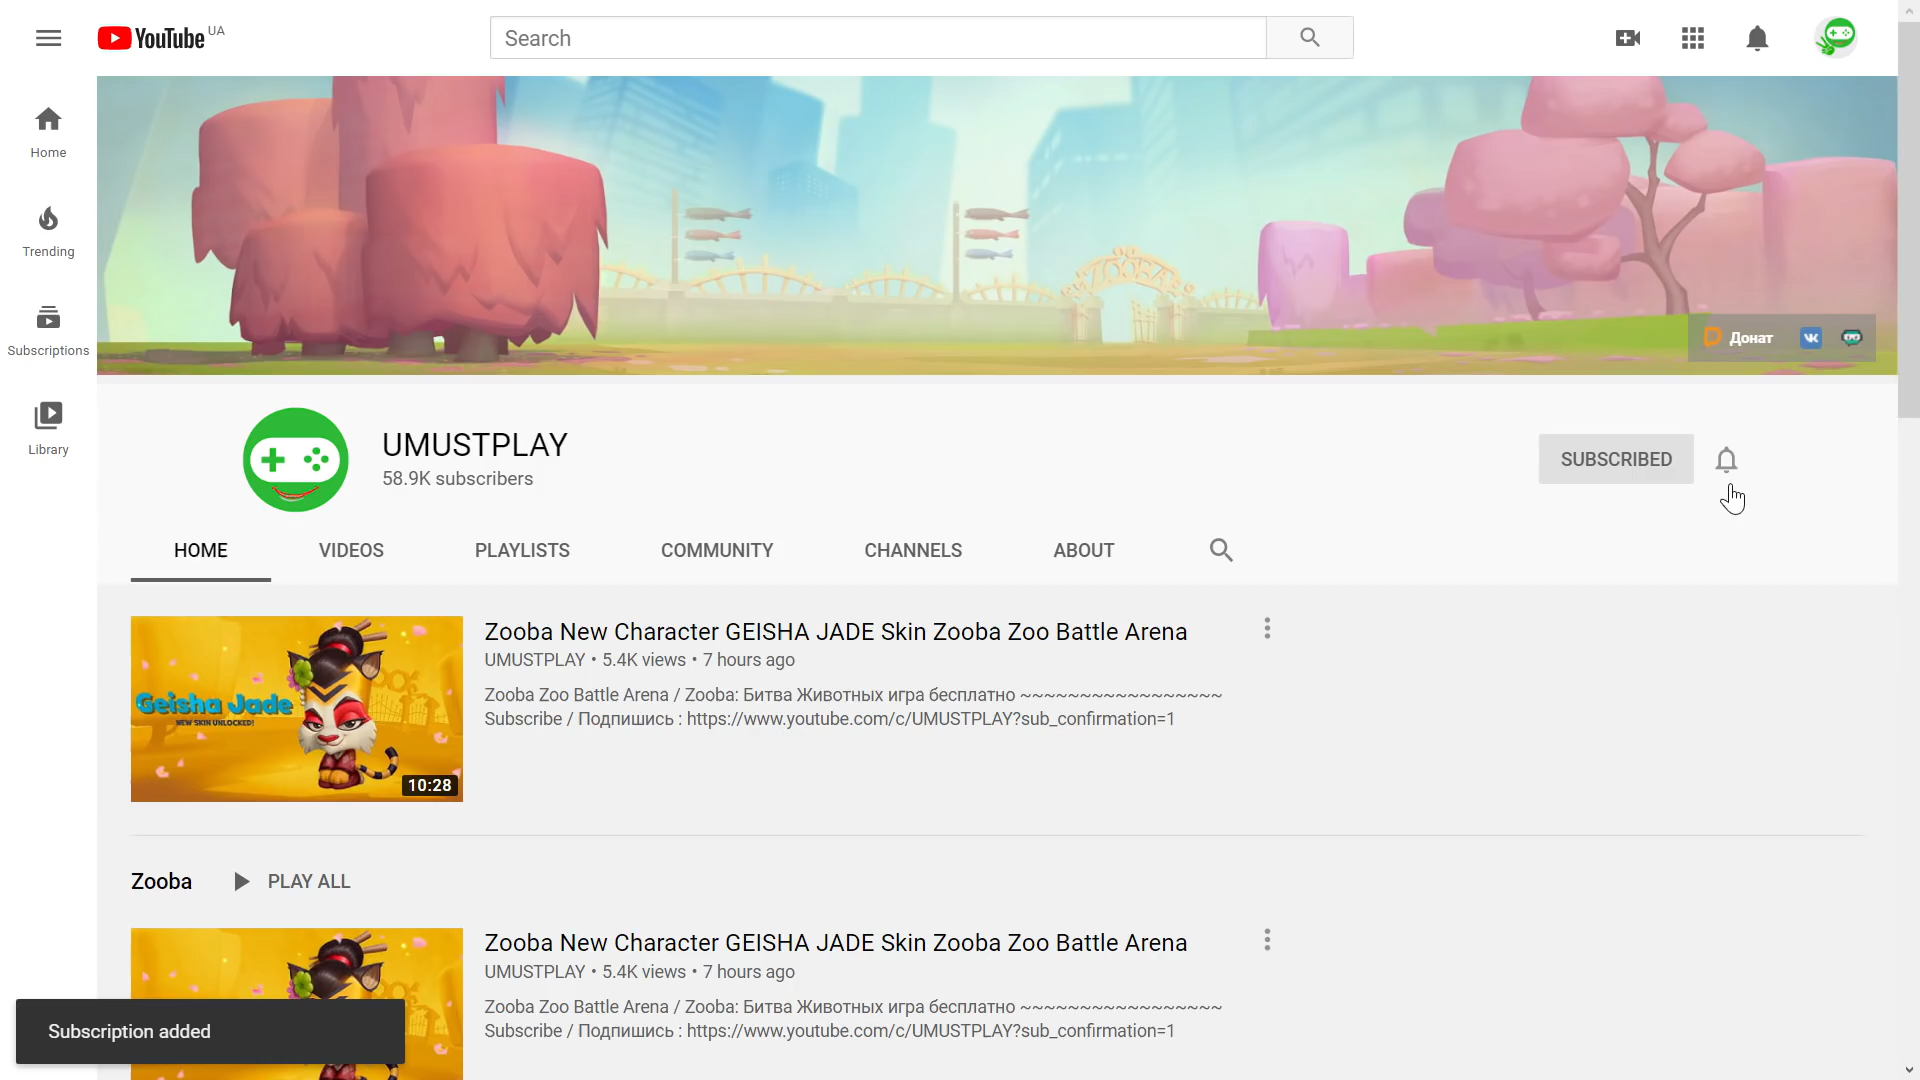 YouTube UA
Search
Home
Trending
Subscriptions
Library
ZOOBA
Донат
UMUSTPLAY
58.9K subscribers
SUBSCRIBED
HOME VIDEOS PLAYLISTS COMMUNITY CHANNELS ABOUT
Geisha Jade
NEW SKIN UNLOCKED!
10:28
Zooba New Character GEISHA JADE Skin Zooba Zoo Battle Arena
UMUSTPLAY • 5.4K views • 7 hours ago
Zooba Zoo Battle Arena / Zooba: Битва Животных игра бесплатно ~~~~~~~~~~~~~~~~~
Subscribe / Подпишись : https://www.youtube.com/c/UMUSTPLAY?sub_confirmation=1
Zooba PLAY ALL
Zooba New Character GEISHA JADE Skin Zooba Zoo Battle Arena
UMUSTPLAY • 5.4K views • 7 hours ago
Zooba Zoo Battle Arena / Zooba: Битва Животных игра бесплатно ~~~~~~~~~~~~~~~~~
Subscribe / Подпишись : https://www.youtube.com/c/UMUSTPLAY?sub_confirmation=1
Subscription added